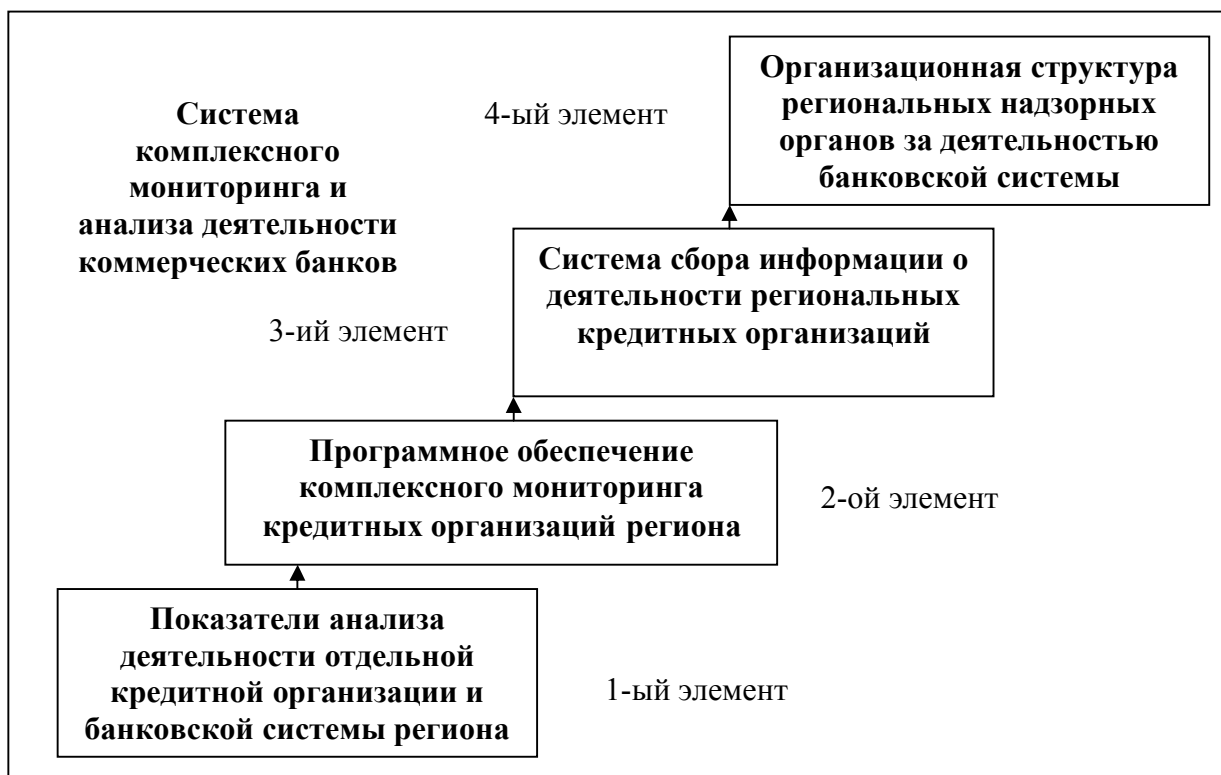 Организационная структура
региональных надзорных
органов за деятельностью
банковской системы
4-ый элемент
Система
комплексного
мониторинга и
анализа деятельности
коммерческих банков
Система сбора информации о
деятельности региональных
кредитных организаций
3-ий элемент
Программное обеспечение
комплексного мониторинга
кредитных организаций региона
2-ой элемент
Показатели анализа
деятельности отдельной
кредитной организации и
банковской системы региона
1-ый элемент